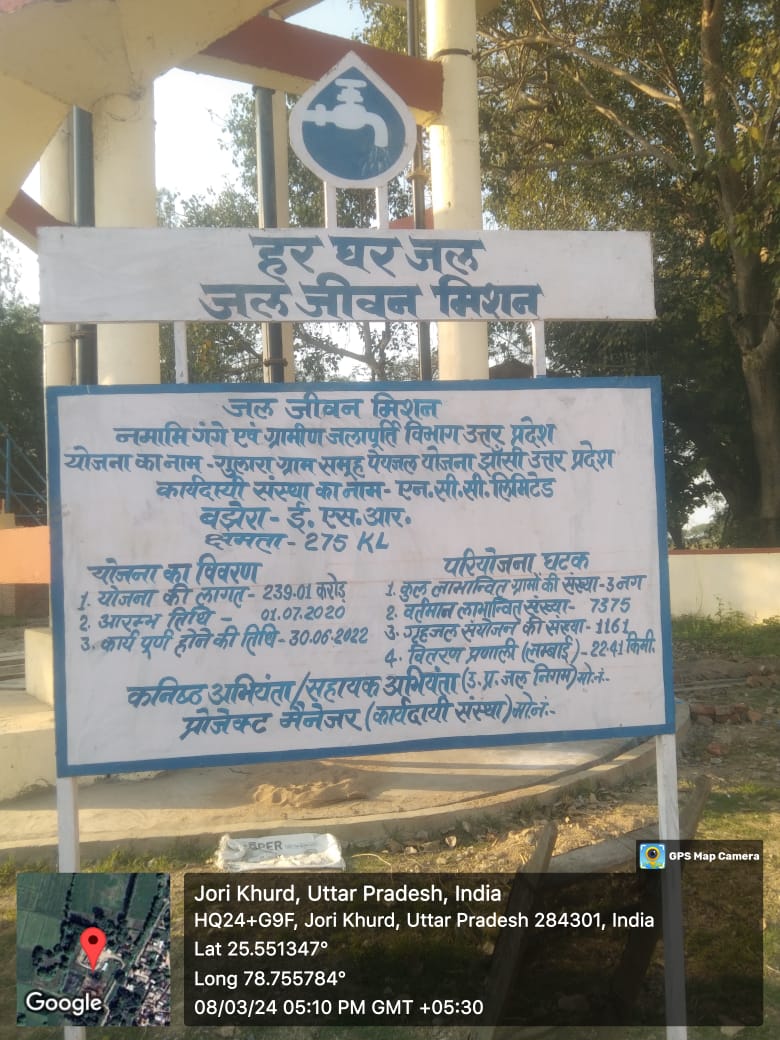 हर घर जल
जल जीवन मिशन
जल जीवन मिशन
नमामि गंगे एवं ग्रामीण जलापूर्ति विभाग उत्तर प्रदेश
योजना का नाम - गुलारा ग्राम समूह पेयजल योजना झाँसी उत्तर प्रदेश
कार्यदायी संस्था का नाम- एन.सी.सी. लिमिटेड
बझेरा - ई. एस. आर.
क्षमता - 275 KL
योजना का विवरण
1. योजना की लागत- 239.01 करोड़
2. आरम्भ तिथि - 01.07.2020
3. कार्य पूर्ण होने की तिथि - 30.06.2022
परियोजना घटक
1. कुल लाभान्वित ग्रामों की संख्या - 3 नग
2. वर्तमान लाभान्वित संख्या- 7375
3. गृहजल संयोजन की संख्या - 1161
4. वितरण प्रणाली (लम्बाई) - 22.41 किमी.
कनिष्ठ अभियंता/सहायक अभियंता (उ.प्र. जल निगम) मो.नं.-
प्रोजेक्ट मैनेजर (कार्यदायी संस्था) मो.नं.-
GPS Map Camera
Jori Khurd, Uttar Pradesh, India
HQ24+G9F, Jori Khurd, Uttar Pradesh 284301, India
Lat 25.551347°
Long 78.755784°
08/03/24 05:10 PM GMT +05:30
Google